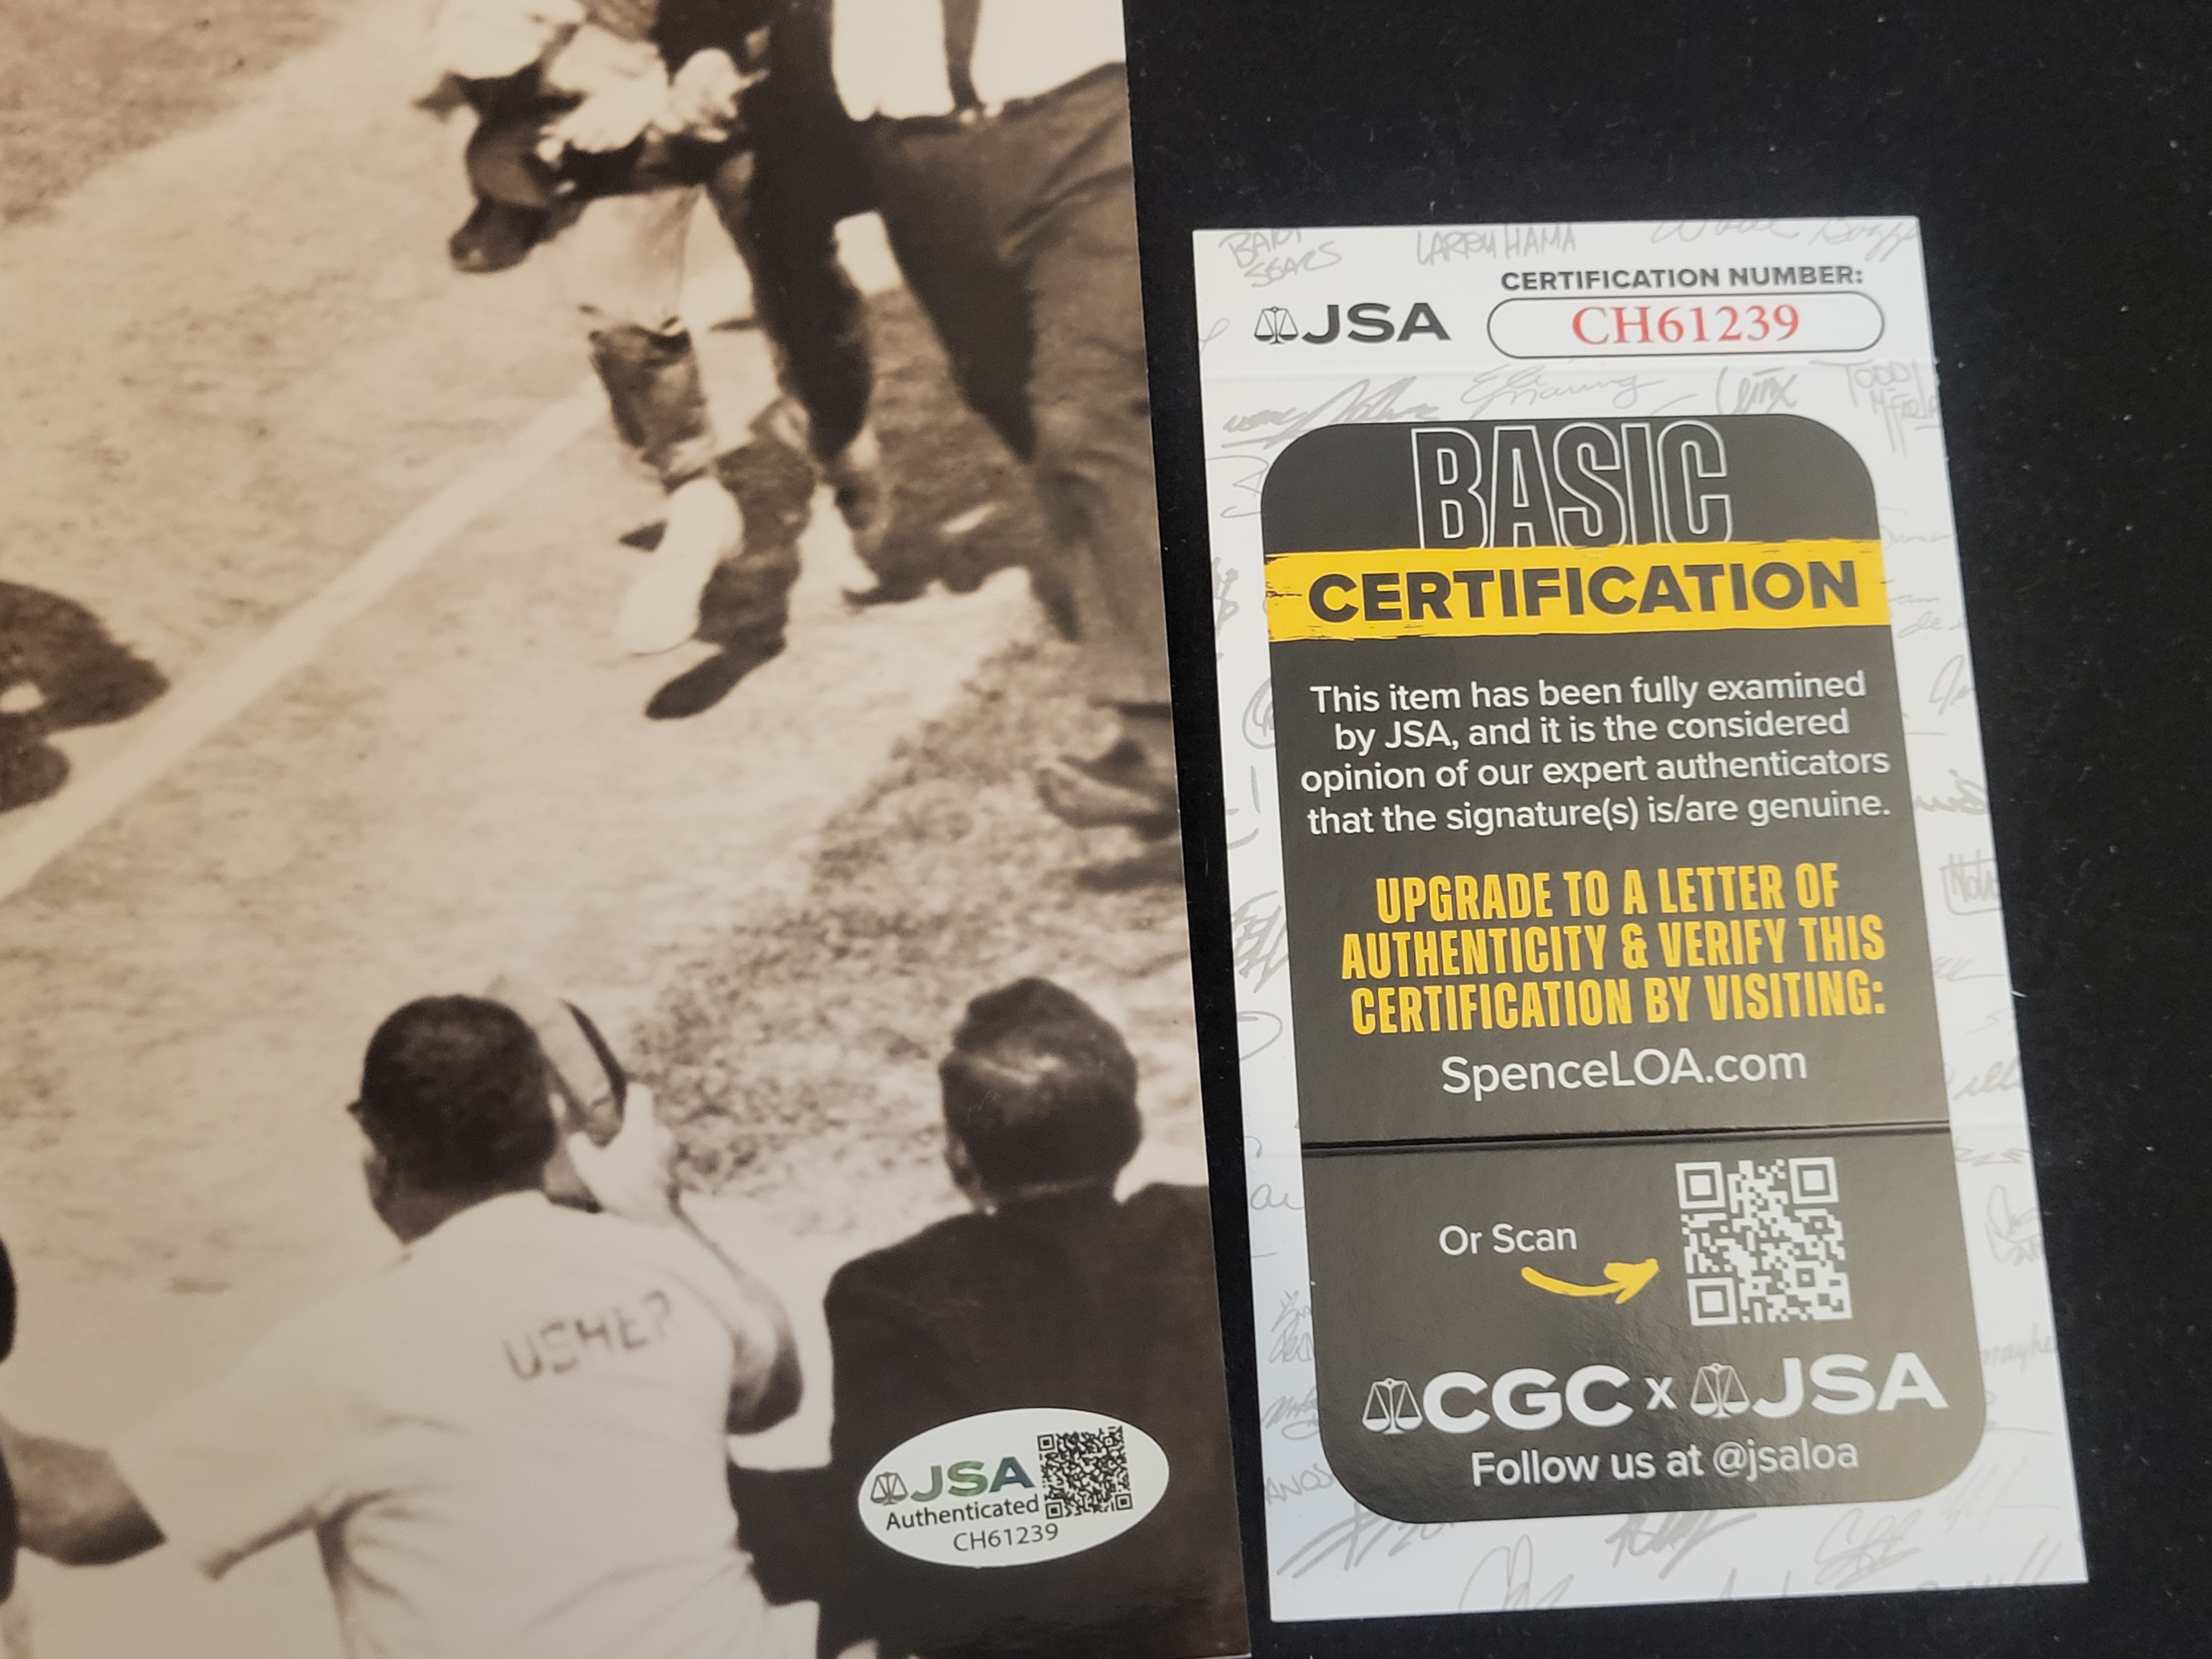 LARRY HAMA
CERTIFICATION NUMBER:
JSA
CH61239
BASIC
CERTIFICATION
This item has been fully examined
by JSA, and it is the considered
opinion of our expert authenticators
that the signature(s) is/are genuine.
UPGRADE TO A LETTER OF
AUTHENTICITY & VERIFY THIS
CERTIFICATION BY VISITING:
SpenceLOA.com
Or Scan
CGC x JSA
Follow us at @jsaloa
USHER
JSA
Authenticated
CH61239